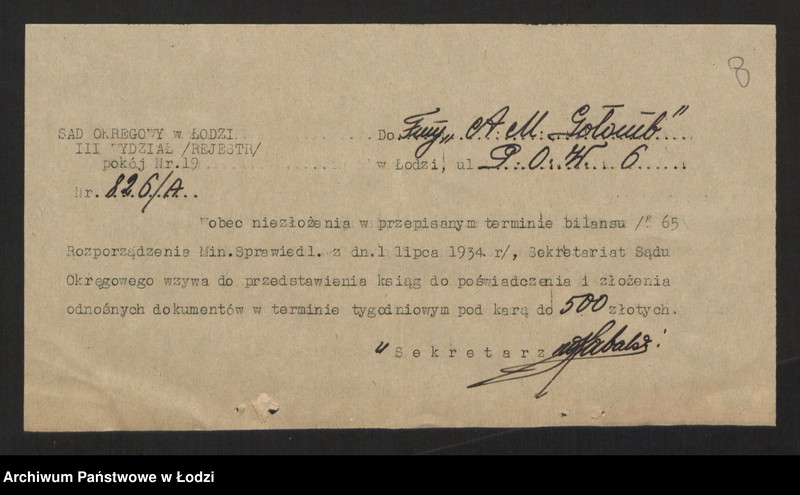 8
SĄD OKRĘGOWY w ŁODZI
III WYDZIAŁ /REJESTR/
pokój Nr.19
Nr. 826/A.
Do Firmy „A. M. Gołomb"
w Łodzi, ul P. O. W. 6
Wobec niezłożenia w przepisanym terminie bilansu /§ 65
Rozporządzenia Min.Sprawiedl. z dn.1 lipca 1934 r/, Sekretariat Sądu
Okręgowego wzywa do przedstawienia ksiąg do poświadczenia i złożenia
odnośnych dokumentów w terminie tygodniowym pod karą do 500 złotych.
Sekretarz
Archiwum Państwowe w Łodzi